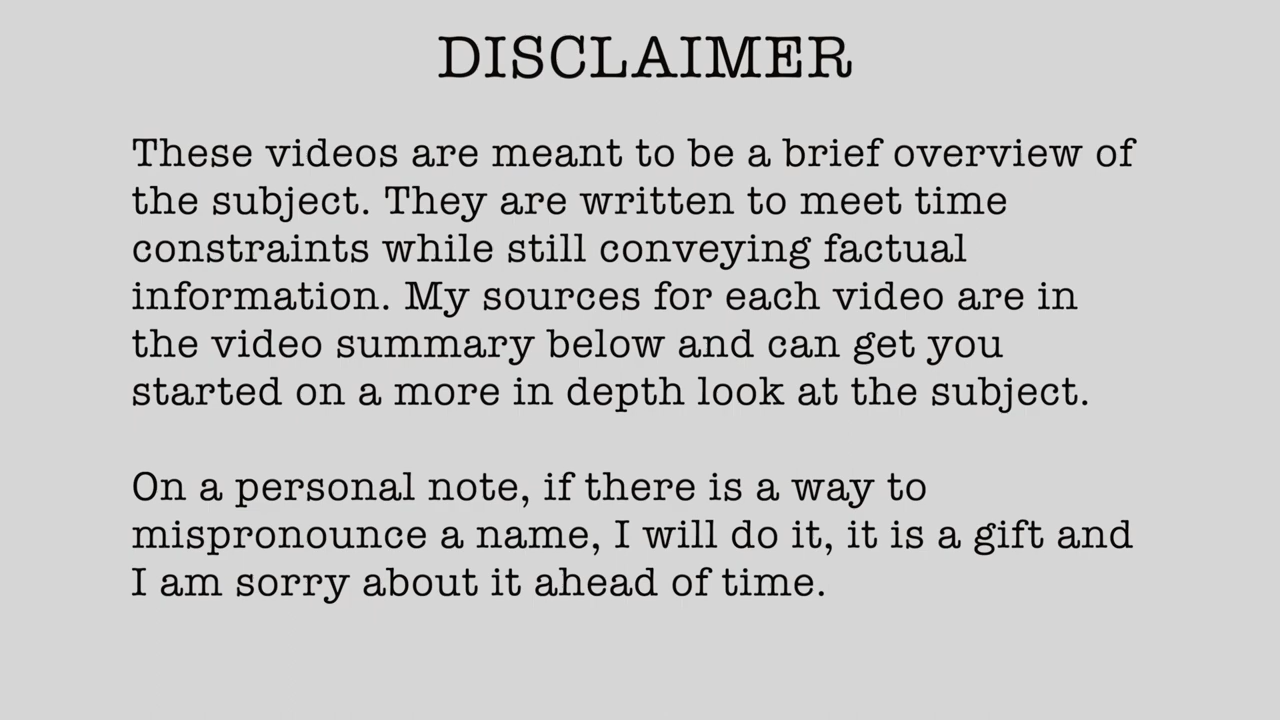 DISCLAIMER
These videos are meant to be a brief overview of
the subject. They are written to meet time
constraints while still conveying factual
information. My sources for each video are in
the video summary below and can get you
started on a more in depth look at the subject.
On a personal note, if there is a way to
mispronounce a name, I will do it, it is a gift and
I am sorry about it ahead of time.